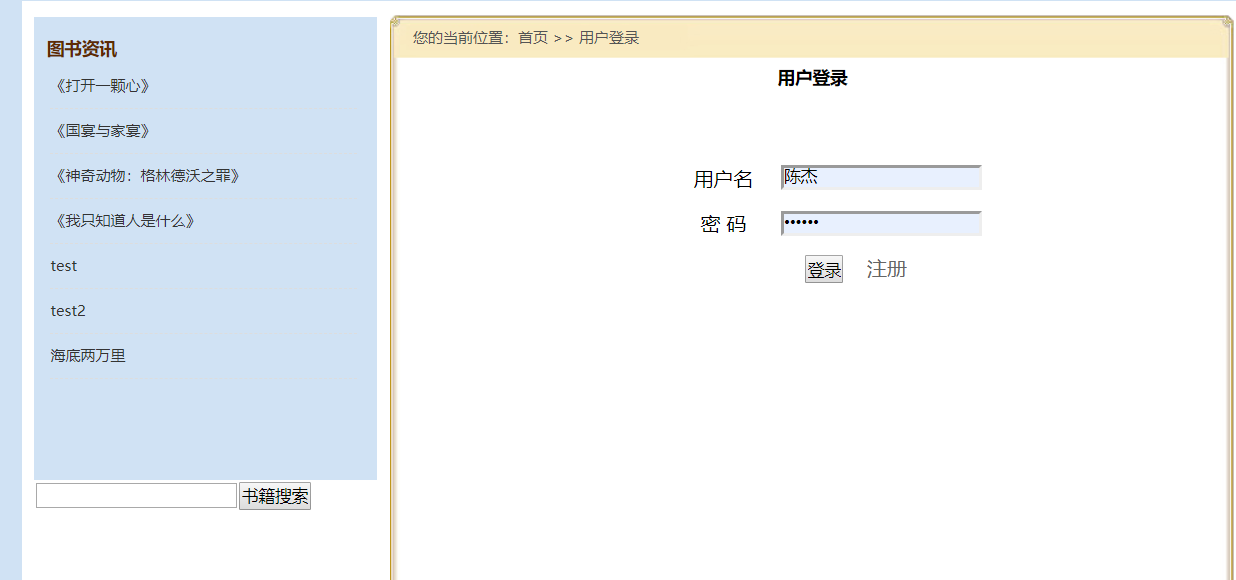 图书资讯
《打开一颗心》
《国宴与家宴》
《神奇动物：格林德沃之罪》
《我只知道人是什么》
test
test2
海底两万里
书籍搜索
您的当前位置：首页 >> 用户登录
用户登录
用户名 陈杰
密 码 ••••••
登录 注册